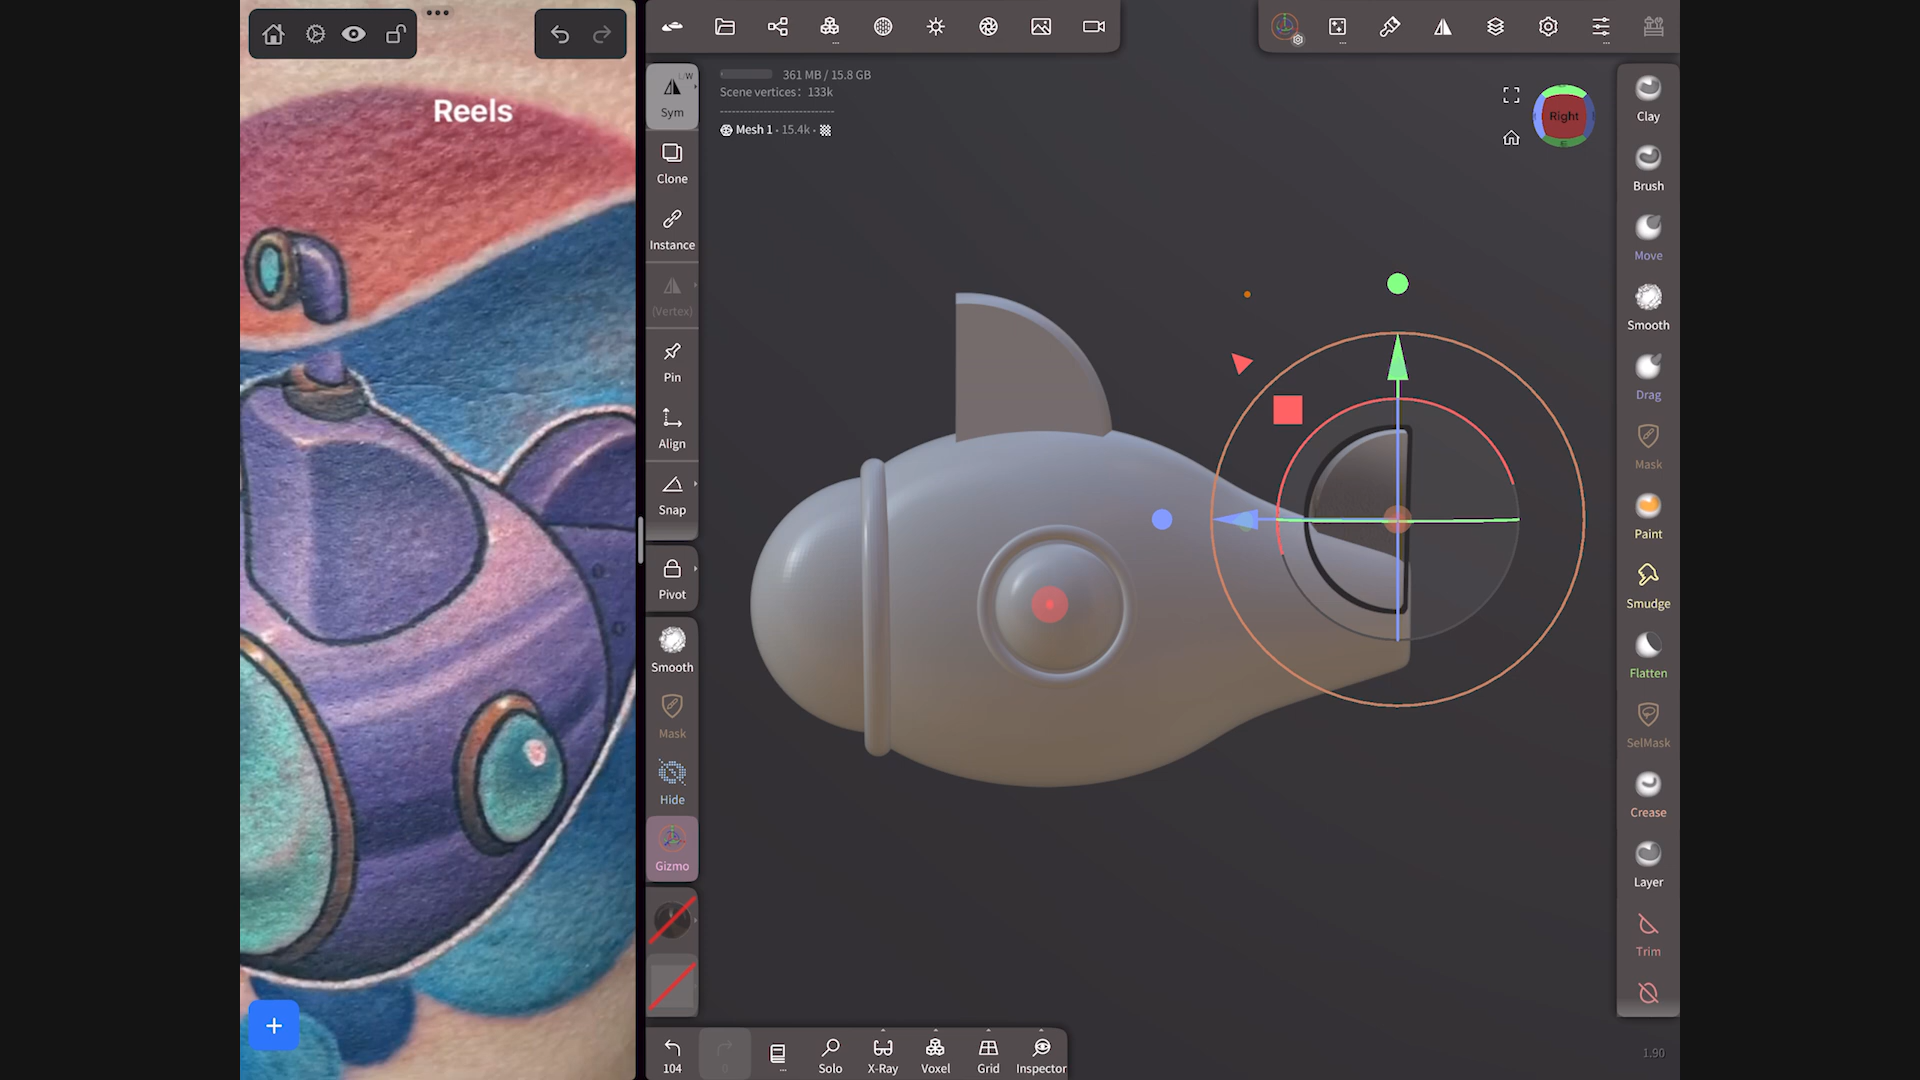 Reels
361 MB / 15.8 GB
Scene vertices: 133k
Mesh 1 · 15.4k ·
Right
L/W
Sym
Clone
Instance
(Vertex)
Pin
Align
Snap
Pivot
Smooth
Mask
Hide
Gizmo
Clay
Brush
Move
Smooth
Drag
Mask
Paint
Smudge
Flatten
SelMask
Crease
Layer
Trim
104
0
Solo
X-Ray
Voxel
Grid
Inspector
1.90